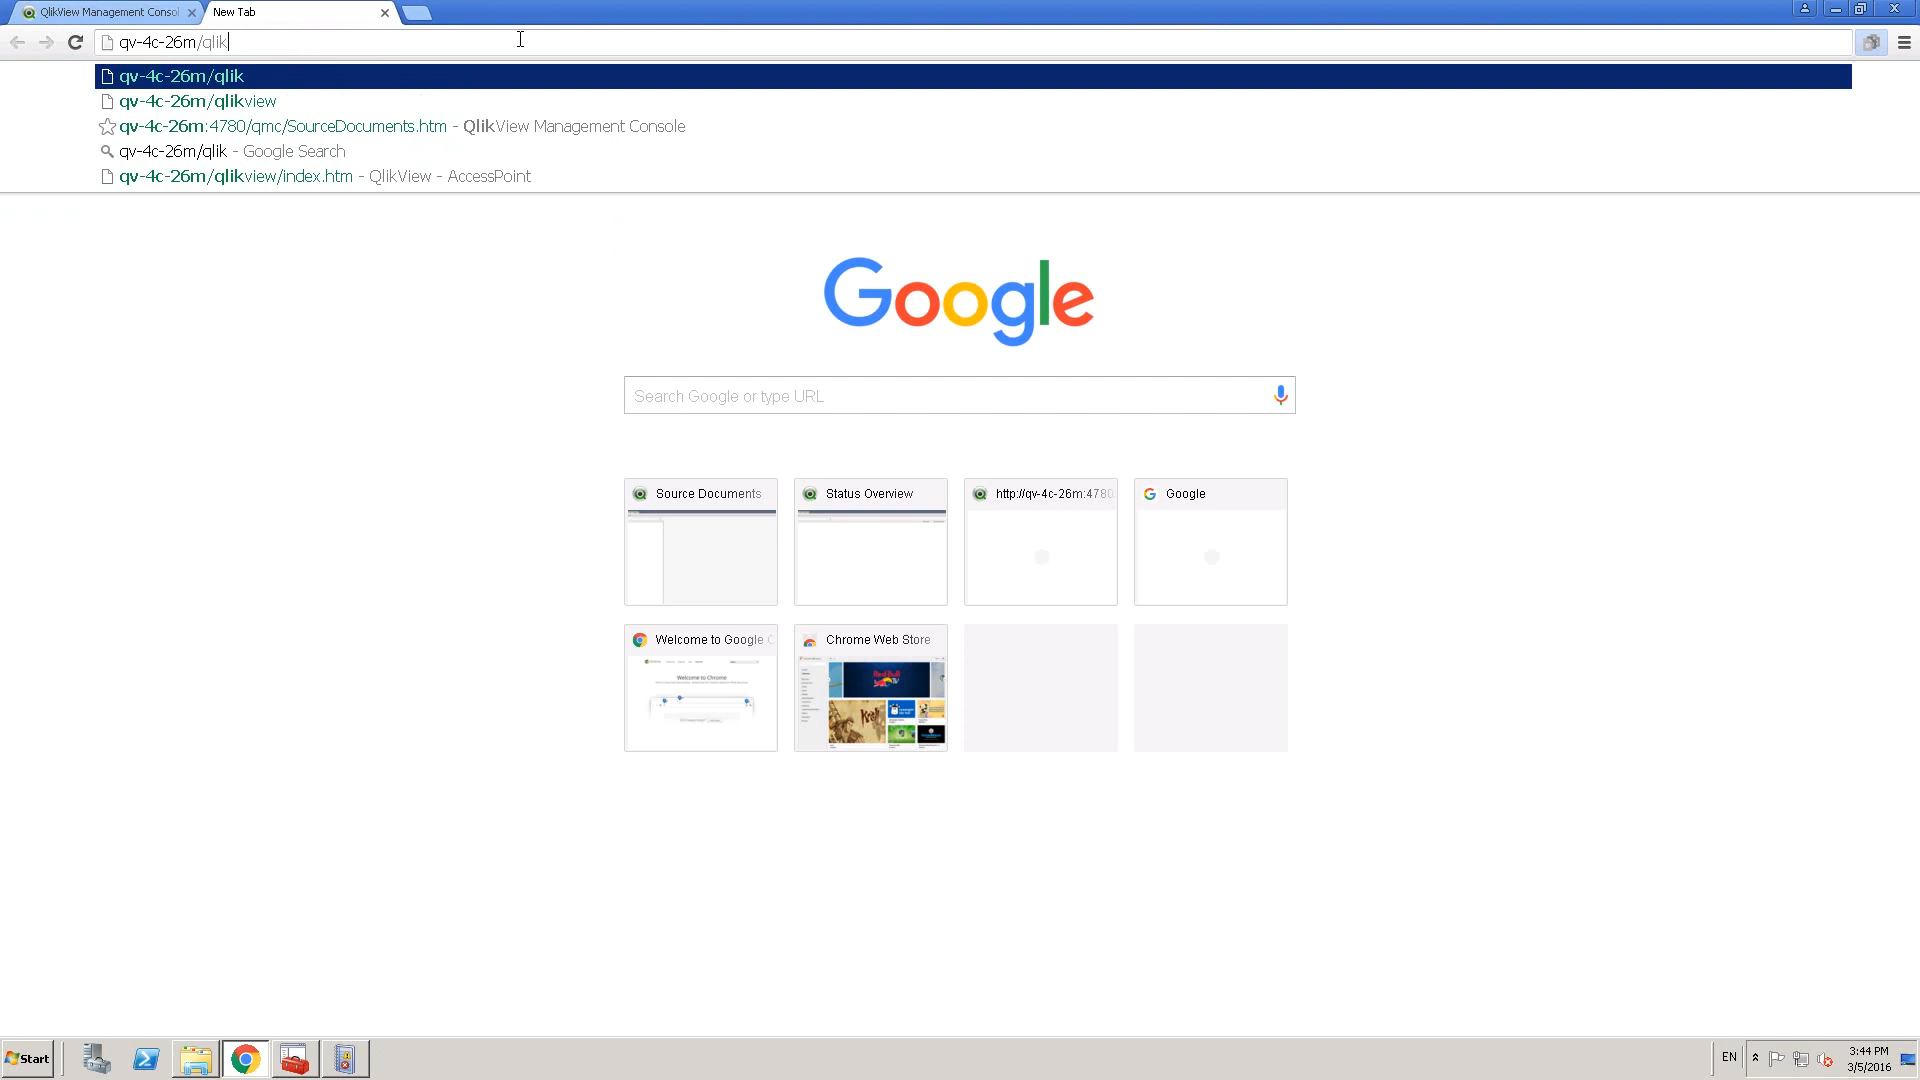 QlikView Management Consol
New Tab
qv-4c-26m/qlik
qv-4c-26m/qlik
qv-4c-26m/qlikview
qv-4c-26m:4780/qmc/SourceDocuments.htm - QlikView Management Console
qv-4c-26m/qlik - Google Search
qv-4c-26m/qlikview/index.htm - QlikView - AccessPoint
Google
Search Google or type URL
Source Documents
Status Overview
http://qv-4c-26m:4780
Google
Welcome to Google C
Chrome Web Store
Welcome to Chrome
Start
EN
3:44 PM
3/5/2016